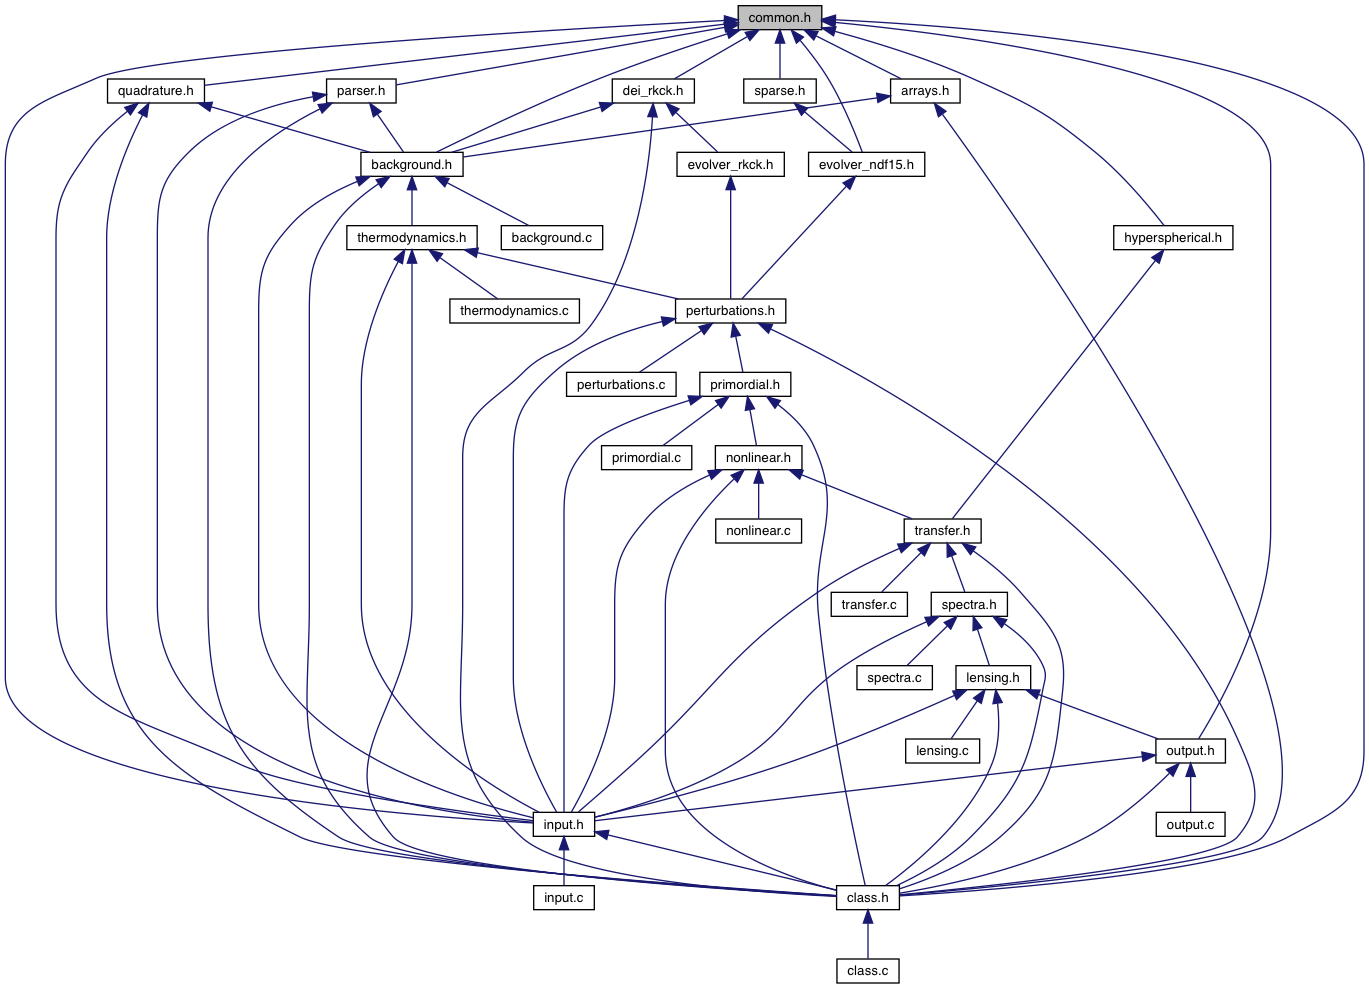 common.h
quadrature.h
parser.h
dei_rkck.h
sparse.h
arrays.h
background.h
evolver_rkck.h
evolver_ndf15.h
thermodynamics.h
background.c
hyperspherical.h
thermodynamics.c
perturbations.h
perturbations.c
primordial.h
primordial.c
nonlinear.h
nonlinear.c
transfer.h
transfer.c
spectra.h
spectra.c
lensing.h
lensing.c
output.h
input.h
output.c
input.c
class.h
class.c